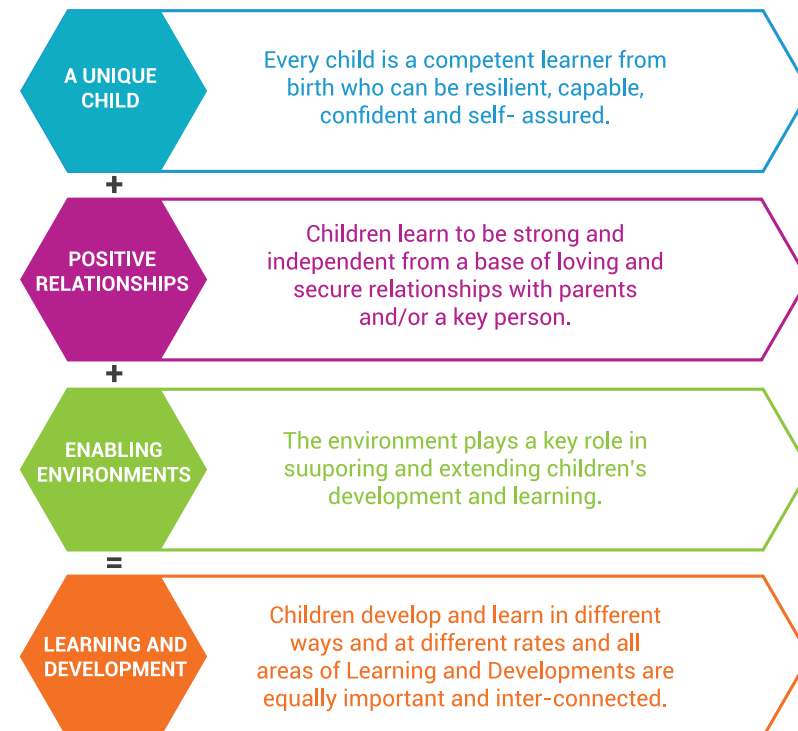 A UNIQUE
CHILD
Every child is a competent learner from
birth who can be resilient, capable,
confident and self- assured.
+
POSITIVE
RELATIONSHIPS
Children learn to be strong and
independent from a base of loving and
secure relationships with parents
and/or a key person.
+
ENABLING
ENVIRONMENTS
The environment plays a key role in
suuporing and extending children's
development and learning.
=
LEARNING AND
DEVELOPMENT
Children develop and learn in different
ways and at different rates and all
areas of Learning and Developments are
equally important and inter-connected.